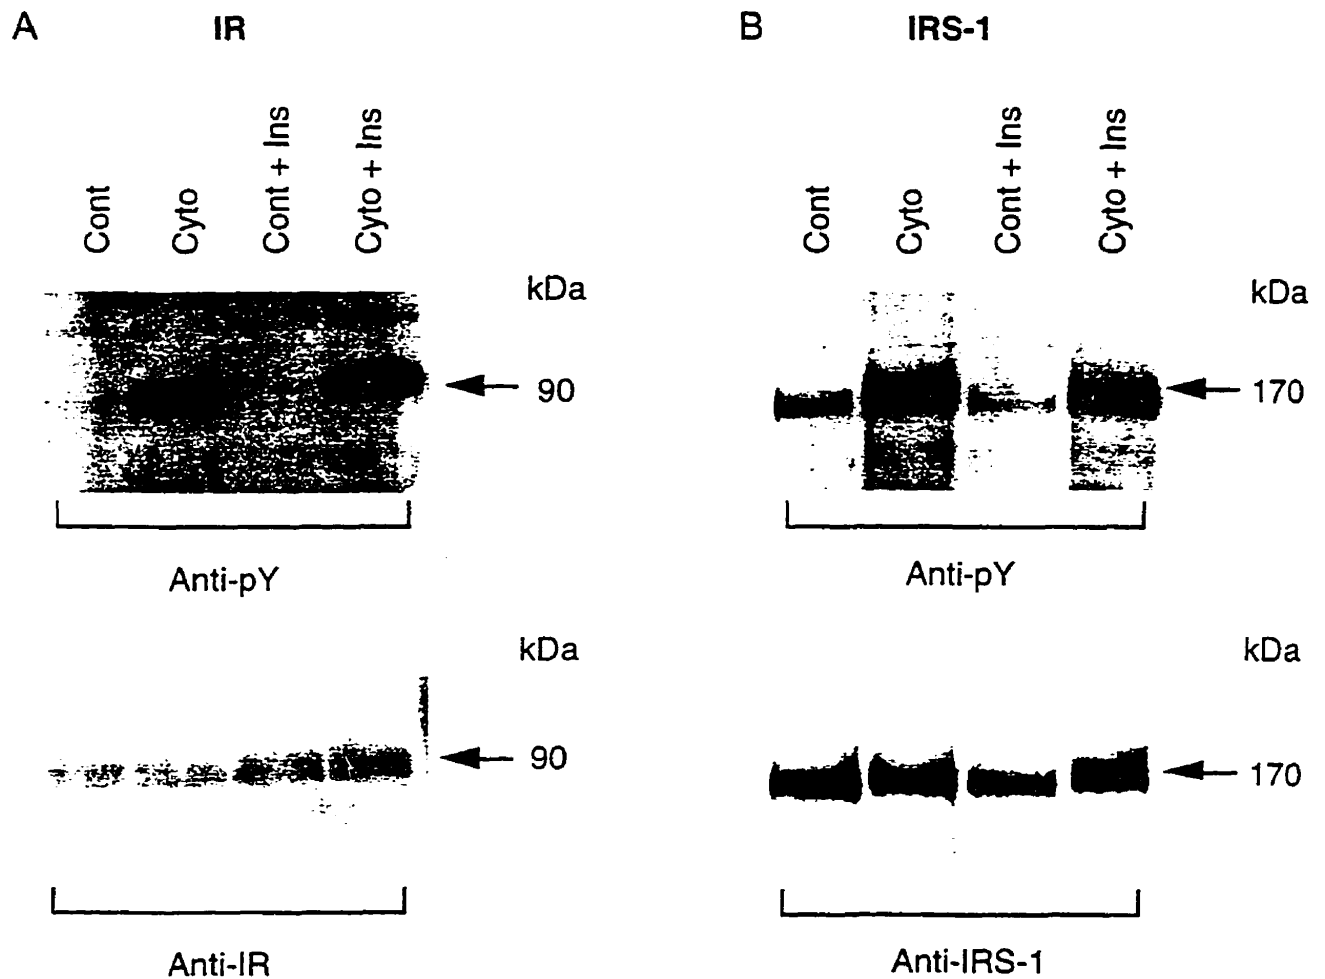 A
IR
Cont
Cyto
Cont + Ins
Cyto + Ins
kDa
90
Anti-pY
kDa
90
Anti-IR
B
IRS-1
Cont
Cyto
Cont + Ins
Cyto + Ins
kDa
170
Anti-pY
kDa
170
Anti-IRS-1